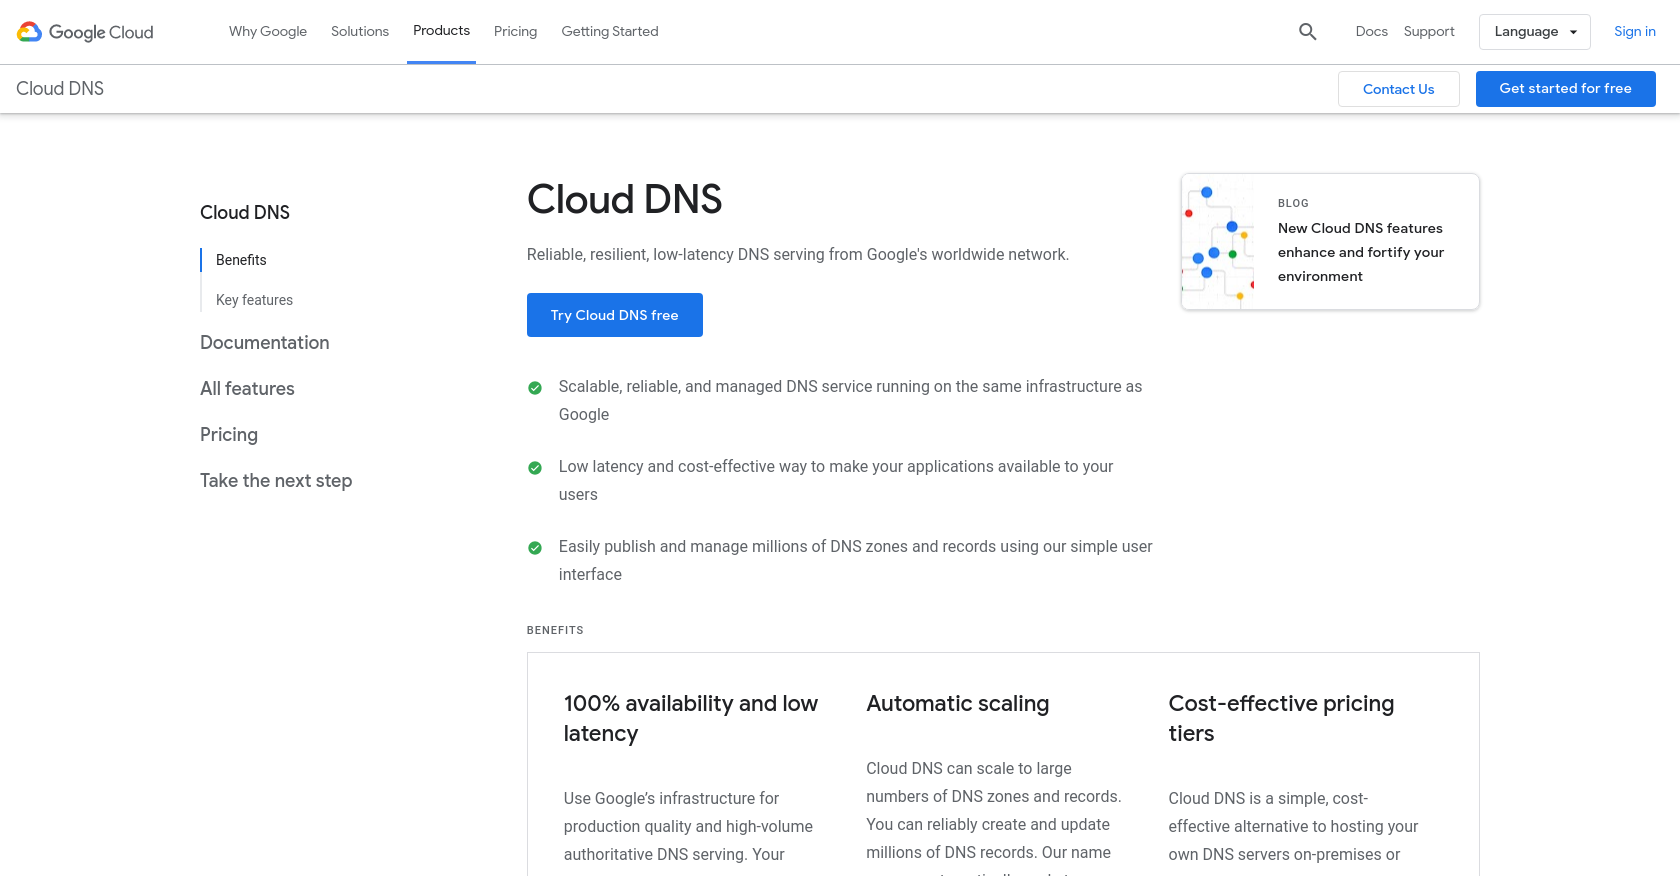 Google Cloud
Why Google
Solutions
Products
Pricing
Getting Started
Docs
Support
Language
Sign in
Cloud DNS
Contact Us
Get started for free
Cloud DNS
Benefits
Key features
Documentation
All features
Pricing
Take the next step
Cloud DNS
Reliable, resilient, low-latency DNS serving from Google's worldwide network.
Try Cloud DNS free
BLOG
New Cloud DNS features
enhance and fortify your
environment
Scalable, reliable, and managed DNS service running on the same infrastructure as
Google
Low latency and cost-effective way to make your applications available to your
users
Easily publish and manage millions of DNS zones and records using our simple user
interface
BENEFITS
100% availability and low
latency
Use Google’s infrastructure for
production quality and high-volume
authoritative DNS serving. Your
Automatic scaling
Cloud DNS can scale to large
numbers of DNS zones and records.
You can reliably create and update
millions of DNS records. Our name
Cost-effective pricing
tiers
Cloud DNS is a simple, cost-
effective alternative to hosting your
own DNS servers on-premises or